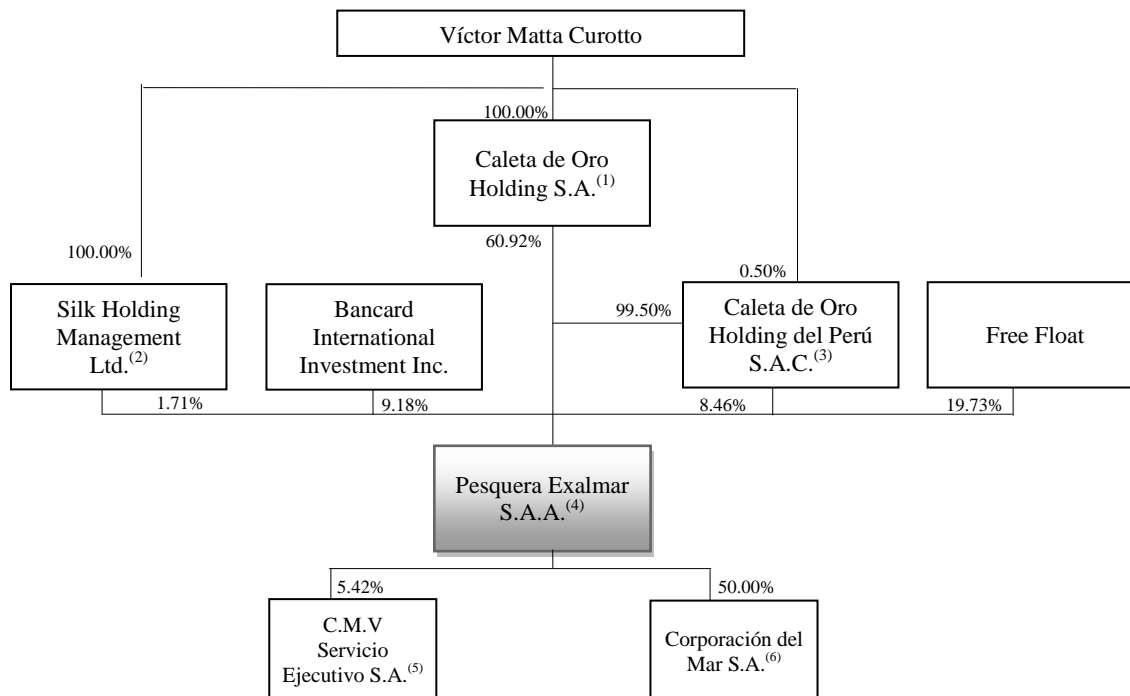 Víctor Matta Curotto
100.00%
Caleta de Oro
Holding S.A.(1)
100.00%
60.92%
0.50%
Silk Holding
Management
Ltd.(2)
Bancard
International
Investment Inc.
99.50%
Caleta de Oro
Holding del Perú
S.A.C.(3)
Free Float
1.71%
9.18%
8.46%
19.73%
Pesquera Exalmar
S.A.A.(4)
5.42%
50.00%
C.M.V
Servicio
Ejecutivo S.A.(5)
Corporación del
Mar S.A.(6)